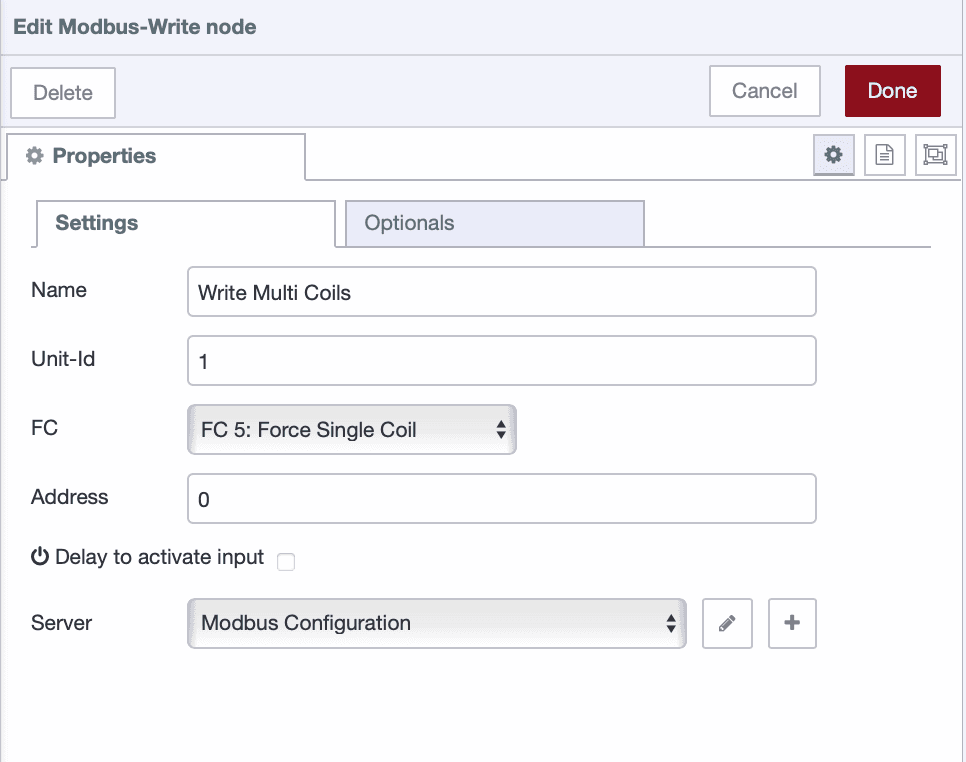 Edit Modbus-Write node
Delete
Cancel
Done
Properties
Settings
Optionals
Name
Write Multi Coils
Unit-Id
1
FC
FC 5: Force Single Coil
Address
0
Delay to activate input
Server
Modbus Configuration